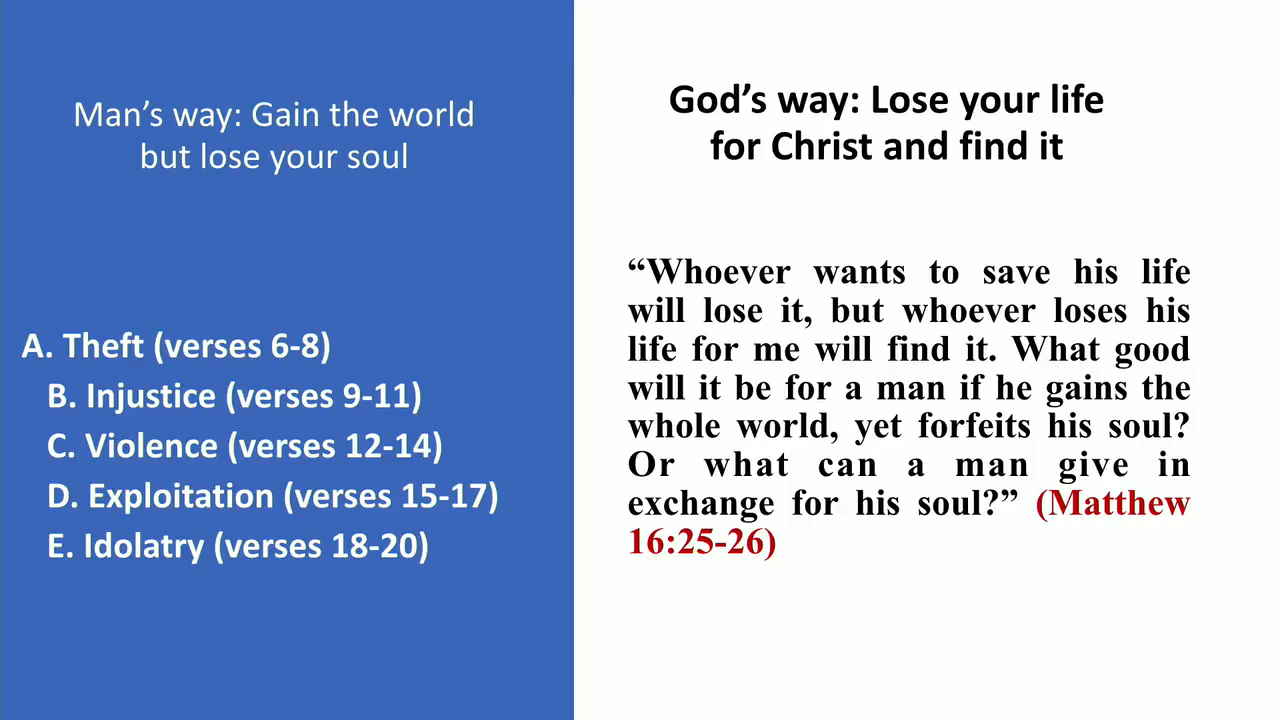 Man’s way: Gain the world
but lose your soul
A. Theft (verses 6-8)
B. Injustice (verses 9-11)
C. Violence (verses 12-14)
D. Exploitation (verses 15-17)
E. Idolatry (verses 18-20)
God’s way: Lose your life
for Christ and find it
“Whoever wants to save his life
will lose it, but whoever loses his
life for me will find it. What good
will it be for a man if he gains the
whole world, yet forfeits his soul?
Or what can a man give in
exchange for his soul?” (Matthew
16:25-26)